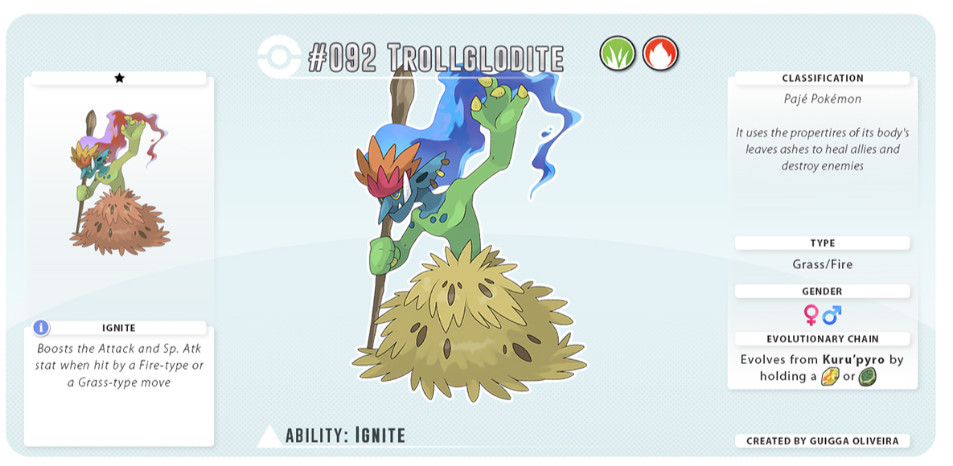 #092 Trollglodite
IGNITE
Boosts the Attack and Sp. Atk
stat when hit by a Fire-type or
a Grass-type move
ABILITY: IGNITE
CLASSIFICATION
Pajé Pokémon
It uses the propertires of its body's
leaves ashes to heal allies and
destroy enemies
TYPE
Grass/Fire
GENDER
EVOLUTIONARY CHAIN
Evolves from Kuru'pyro by
holding a or
CREATED BY GUIGGA OLIVEIRA